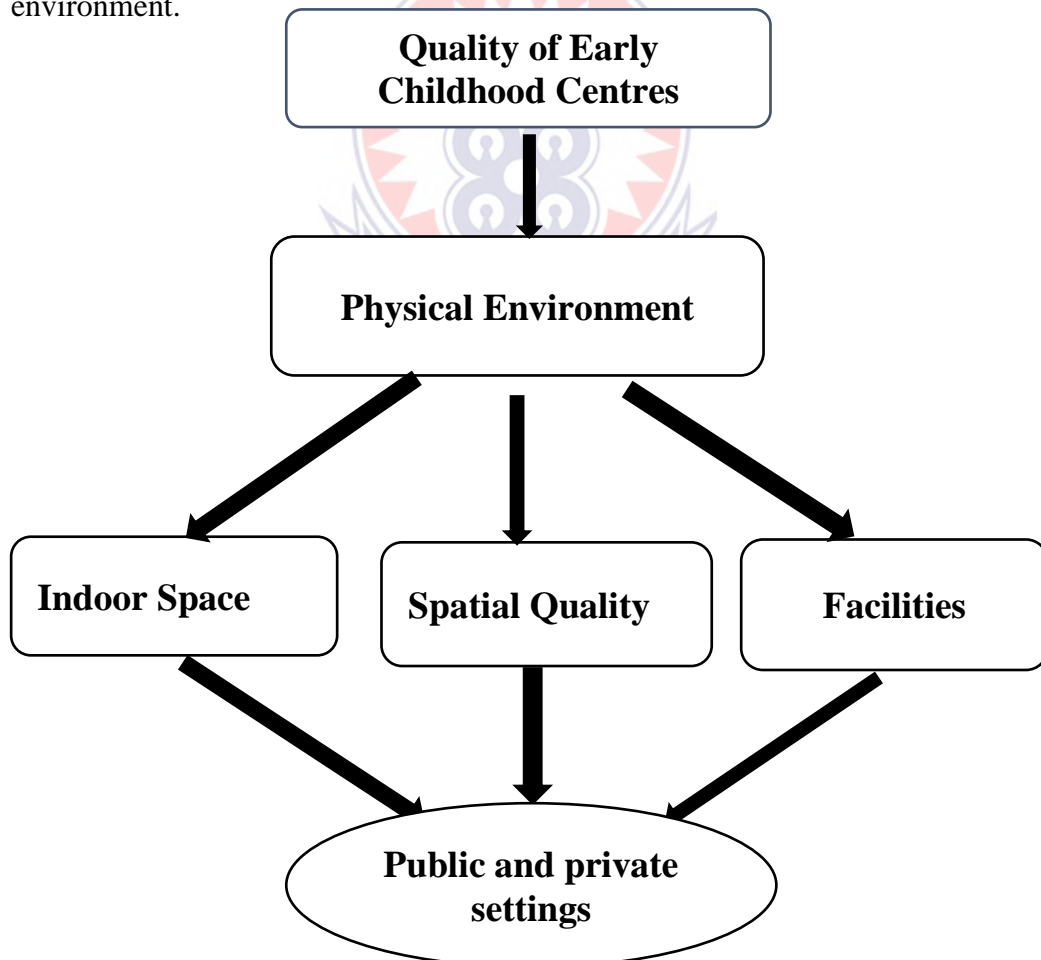 environment.
Quality of Early
Childhood Centres
Physical Environment
Indoor Space
Spatial Quality
Facilities
Public and private
settings